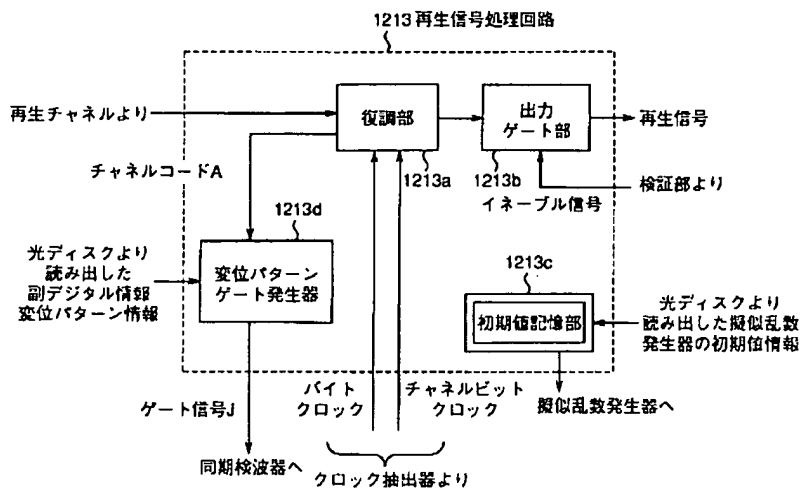 1213 再生信号処理回路
再生チャネルより
復調部
出力
ゲート部
再生信号
チャネルコードA
1213a
1213b
検証部より
イネーブル信号
1213d
光ディスクより
読み出した
副デジタル情報
変位パターン情報
変位パターン
ゲート発生器
1213c
初期値記憶部
光ディスクより
読み出した擬似乱数
発生器の初期値情報
ゲート信号J
バイト
クロック
チャネルビット
クロック
擬似乱数発生器へ
同期検波器へ
クロック抽出器より